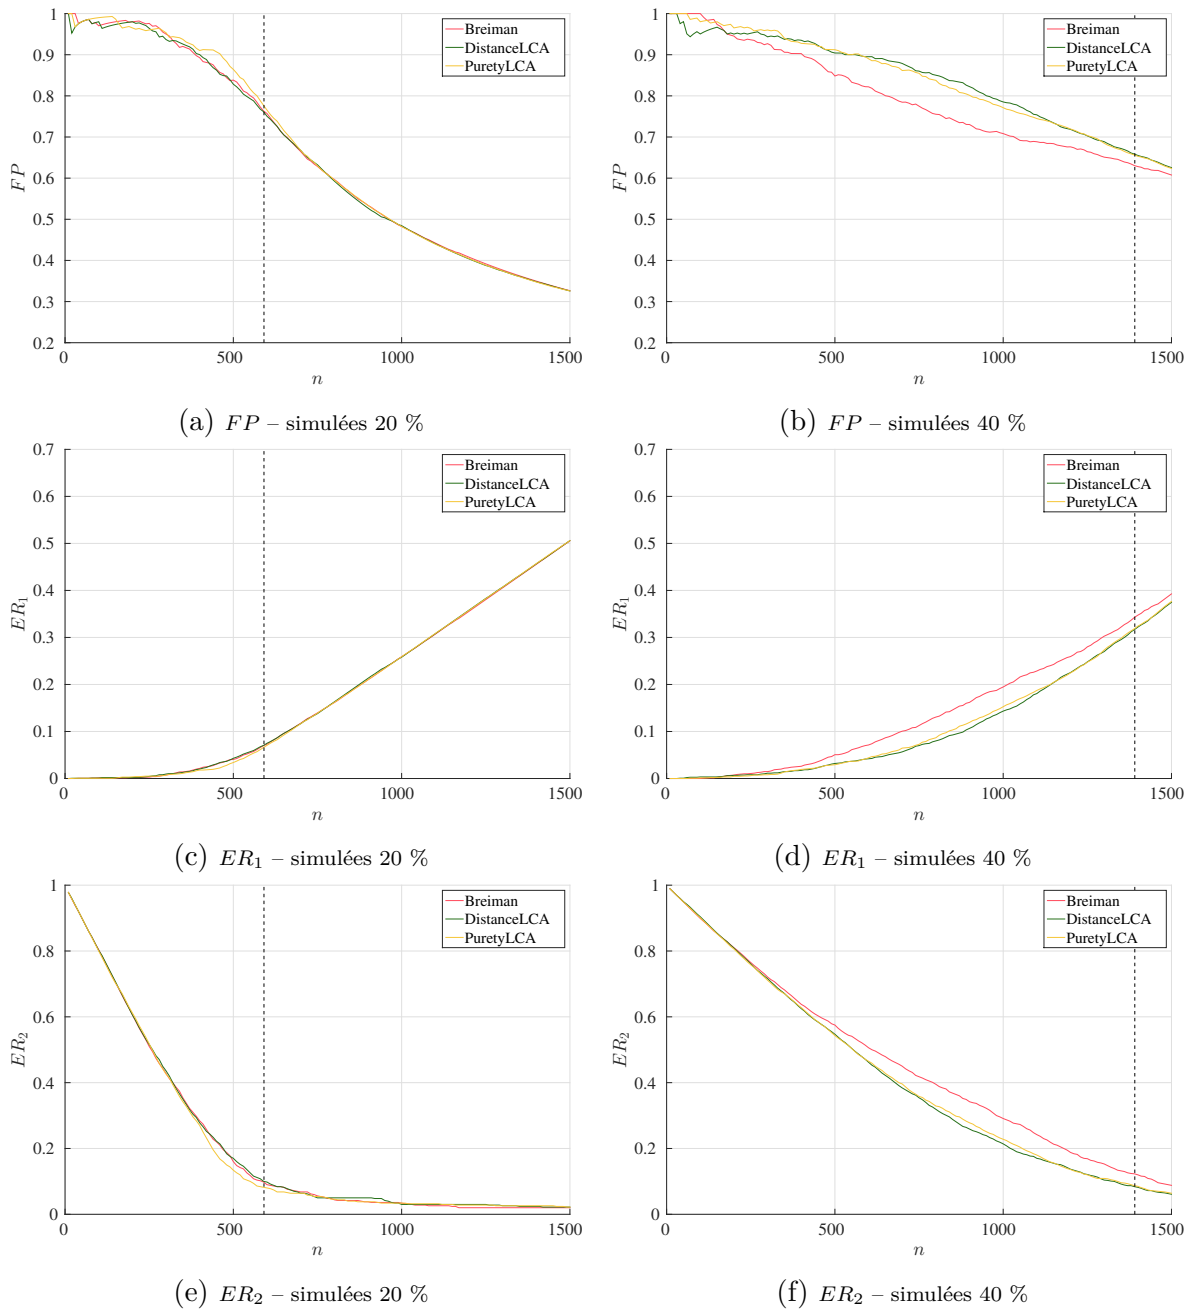 1
0.9
0.8
0.7
0.6
0.5
0.4
0.3
0.2
FP
0
500
1000
1500
n
Breiman
DistanceLCA
PuretyLCA
(a) FP – simulées 20 %
1
0.9
0.8
0.7
0.6
0.5
0.4
0.3
0.2
FP
0
500
1000
1500
n
Breiman
DistanceLCA
PuretyLCA
(b) FP – simulées 40 %
0.7
0.6
0.5
0.4
0.3
0.2
0.1
0
ER1
0
500
1000
1500
n
Breiman
DistanceLCA
PuretyLCA
(c) ER1 – simulées 20 %
0.7
0.6
0.5
0.4
0.3
0.2
0.1
0
ER1
0
500
1000
1500
n
Breiman
DistanceLCA
PuretyLCA
(d) ER1 – simulées 40 %
1
0.8
0.6
0.4
0.2
0
ER2
0
500
1000
1500
n
Breiman
DistanceLCA
PuretyLCA
(e) ER2 – simulées 20 %
1
0.8
0.6
0.4
0.2
0
ER2
0
500
1000
1500
n
Breiman
DistanceLCA
PuretyLCA
(f) ER2 – simulées 40 %